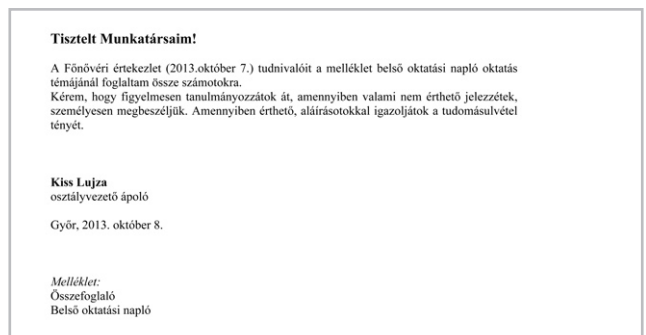 Tisztelt Munkatársaim!
A Főnővéri értekezlet (2013.október 7.) tudnivalóit a melléklet belső oktatási napló oktatás
témájánál foglaltam össze számotokra.
Kérem, hogy figyelmesen tanulmányozzátok át, amennyiben valami nem érthető jelezzétek,
személyesen megbeszéljük. Amennyiben érthető, aláírásotokkal igazoljátok a tudomásulvétel
tényét.
Kiss Lujza
osztályvezető ápoló
Győr, 2013. október 8.
Melléklet:
Összefoglaló
Belső oktatási napló